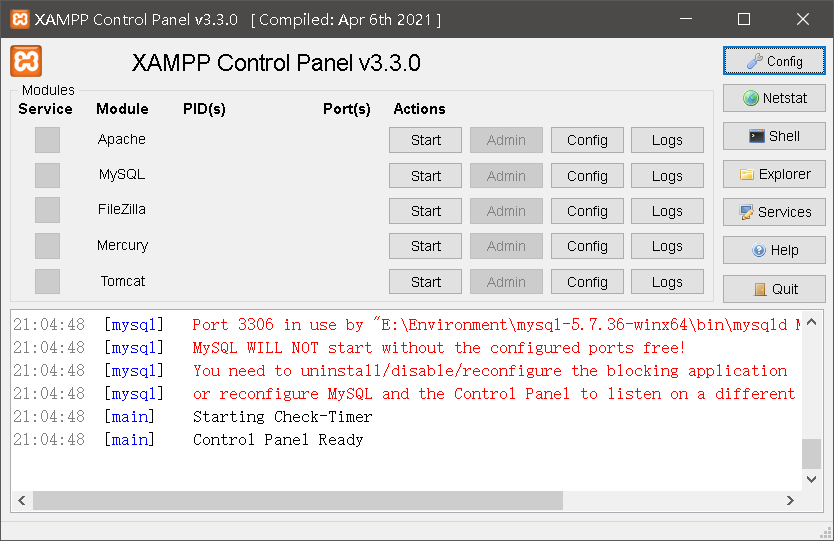 XAMPP Control Panel v3.3.0 [ Compiled: Apr 6th 2021 ]
XAMPP Control Panel v3.3.0
Config
Modules
Service Module PID(s) Port(s) Actions
Netstat
Apache Start Admin Config Logs
Shell
MySQL Start Admin Config Logs
Explorer
FileZilla Start Admin Config Logs
Services
Mercury Start Admin Config Logs
Help
Tomcat Start Admin Config Logs
Quit
21:04:48 [mysql] Port 3306 in use by "E:\Environment\mysql-5.7.36-winx64\bin\mysqld
21:04:48 [mysql] MySQL WILL NOT start without the configured ports free!
21:04:48 [mysql] You need to uninstall/disable/reconfigure the blocking application
21:04:48 [mysql] or reconfigure MySQL and the Control Panel to listen on a different
21:04:48 [main] Starting Check-Timer
21:04:48 [main] Control Panel Ready